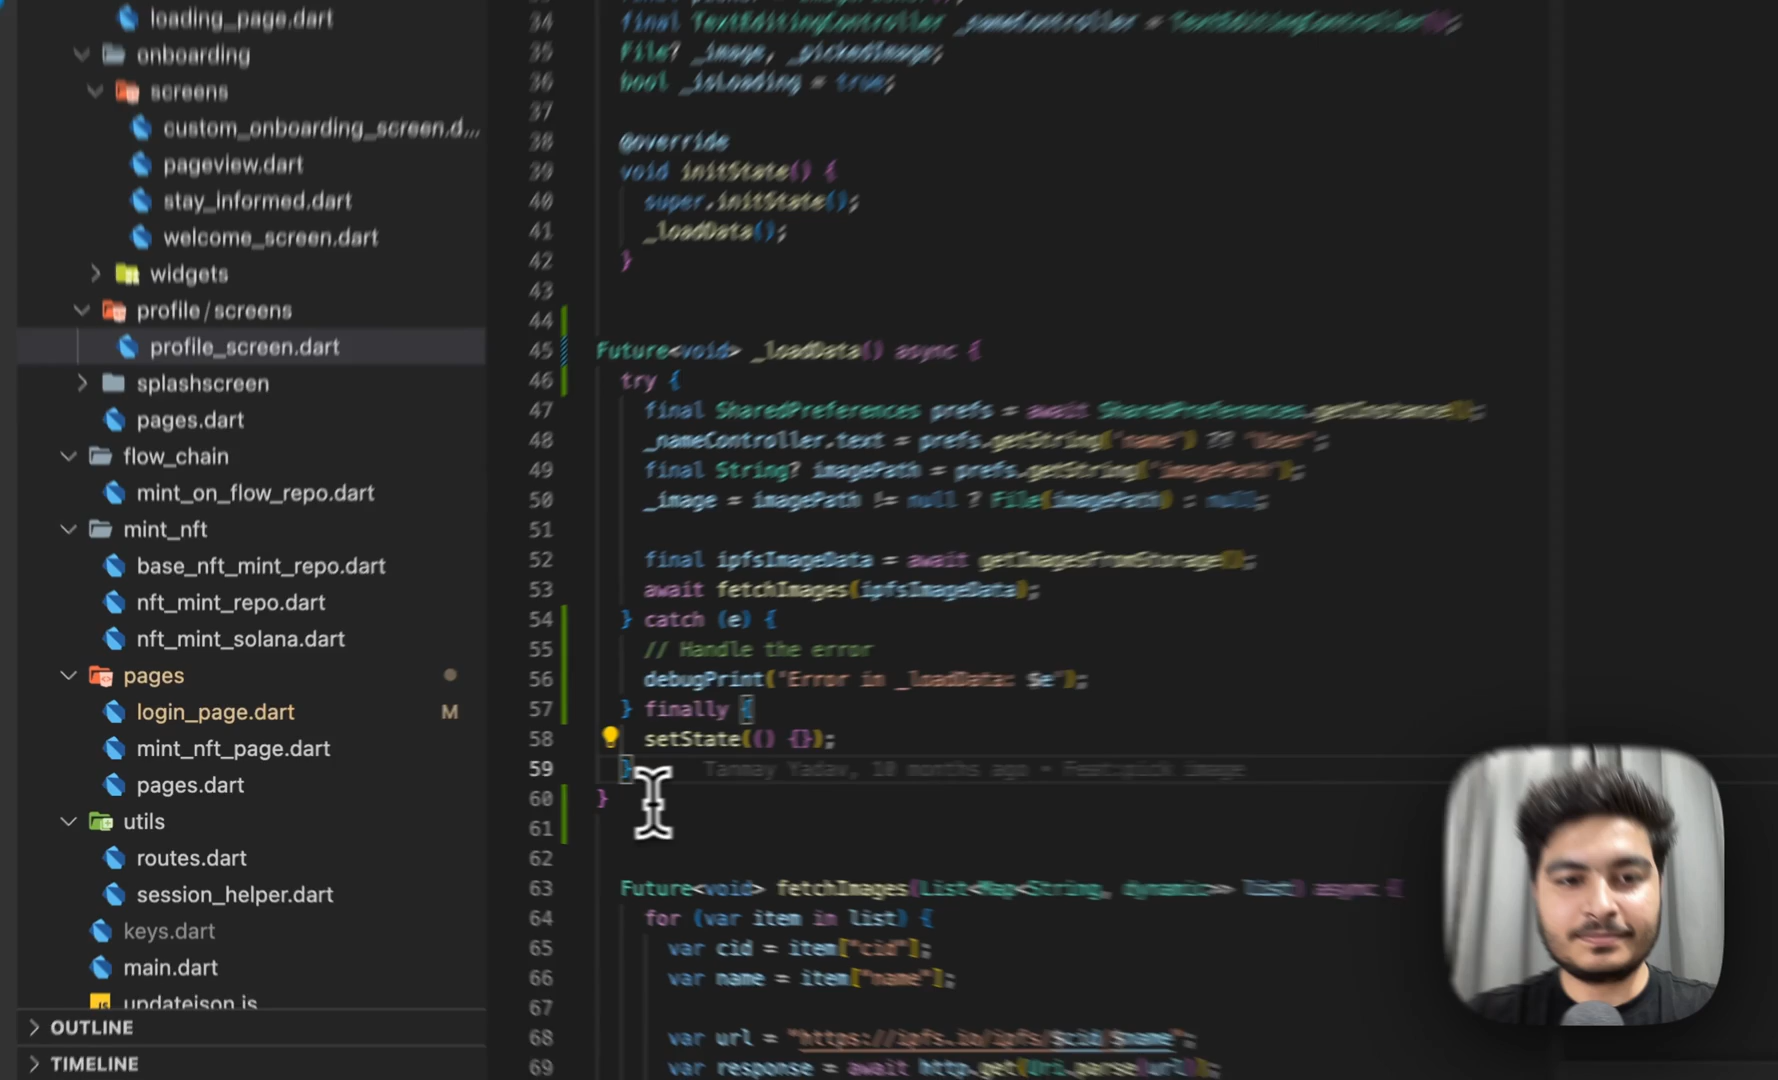 loading_page.dart
onboarding
screens
custom_onboarding_screen.d...
pageview.dart
stay_informed.dart
welcome_screen.dart
widgets
profile/screens
profile_screen.dart
splashscreen
pages.dart
flow_chain
mint_on_flow_repo.dart
mint_nft
base_nft_mint_repo.dart
nft_mint_repo.dart
nft_mint_solana.dart
pages
login_page.dart M
mint_nft_page.dart
pages.dart
utils
routes.dart
session_helper.dart
keys.dart
main.dart
updatejson.js
OUTLINE
TIMELINE
34 final TextEditingController _nameController = TextEditingController();
35 File? _image, _pickedImage;
36 bool _isLoading = true;
37
38 @override
39 void initState() {
40 super.initState();
41 _loadData();
42 }
43
44
45 Future<void> _loadData() async {
46 try {
47 final SharedPreferences prefs = await SharedPreferences.getInstance();
48 _nameController.text = prefs.getString('name') ?? 'User';
49 final String? imagePath = prefs.getString('imagePath');
50 _image = imagePath != null ? File(imagePath) : null;
51
52 final ipfsImageData = await getImagesFromStorage();
53 await fetchImages(ipfsImageData);
54 } catch (e) {
55 // Handle the error
56 debugPrint("Error in _loadData: $e");
57 } finally {
58 setState(() {});
59 } Tanmay Yadav, 10 months ago • Feat:pick image
60 }
61
62
63 Future<void> fetchImages(List<Map<String, dynamic>> list) async {
64 for (var item in list) {
65 var cid = item["cid"];
66 var name = item["name"];
67
68 var url = "https://ipfs.io/ipfs/$cid/$name";
69 var response = await http.get(Uri.parse(url));